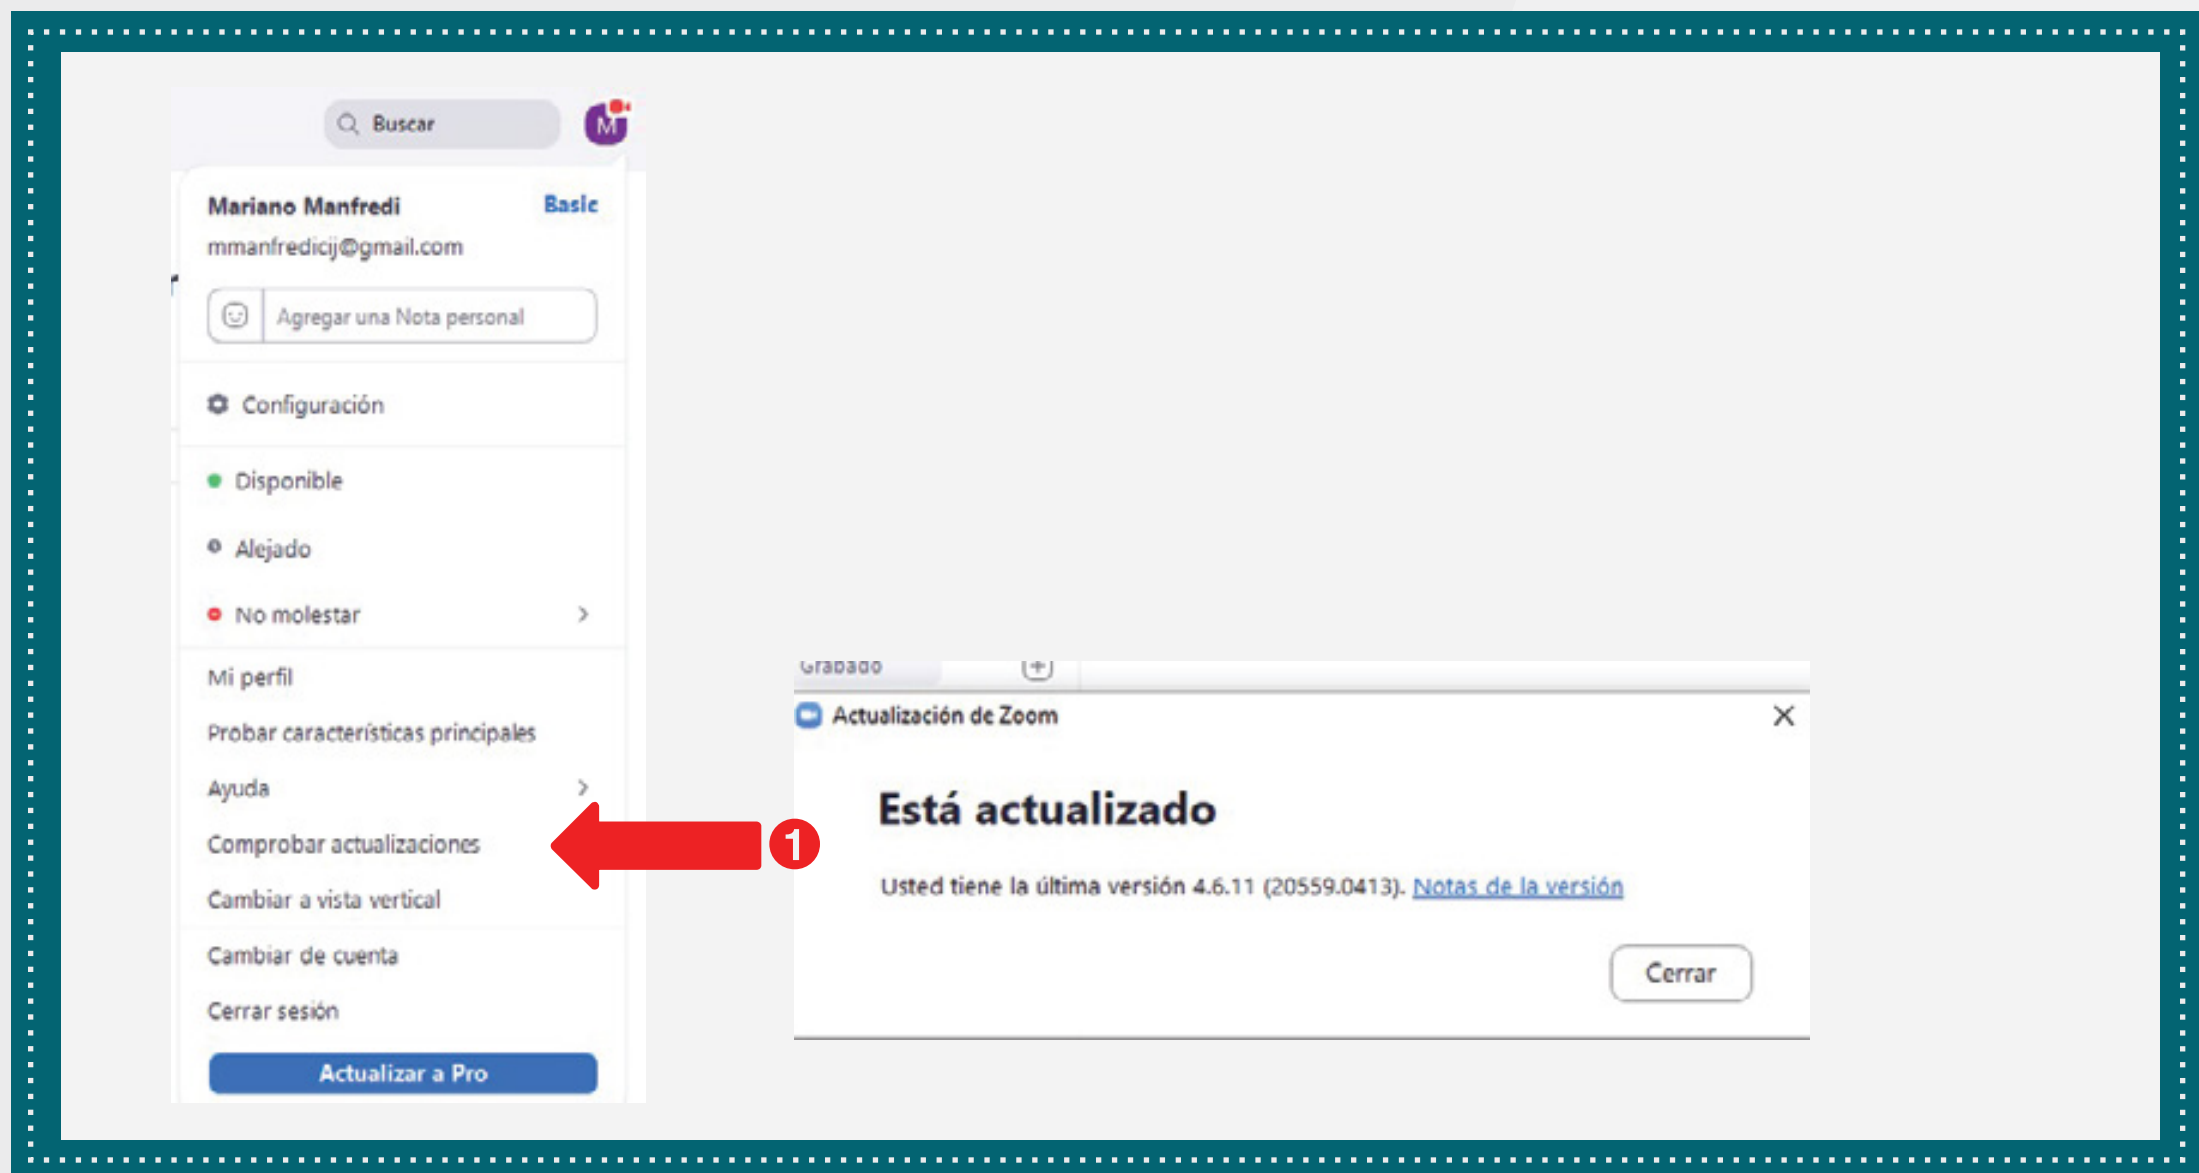 Buscar
M
Mariano Manfredi
Basic
mmanfredicij@gmail.com
r
Agregar una Nota personal
Configuración
Disponible
Alejado
No molestar
Mi perfil
Probar características principales
Ayuda
Comprobar actualizaciones
1
Cambiar a vista vertical
Cambiar de cuenta
Cerrar sesión
Actualizar a Pro
Grabado
Actualización de Zoom
Está actualizado
Usted tiene la última versión 4.6.11 (20559.0413). Notas de la versión
Cerrar